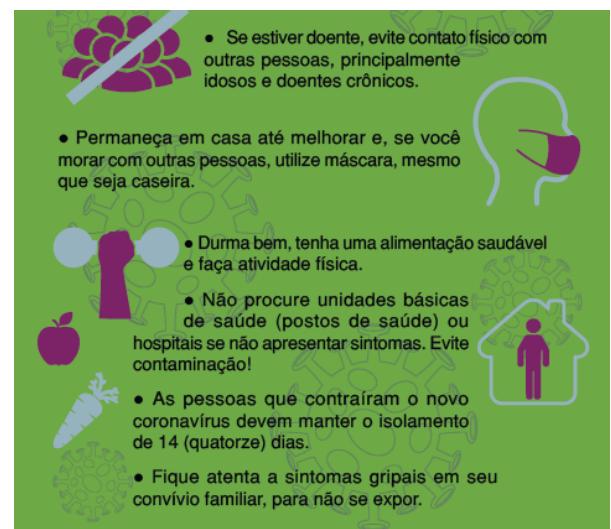 ● Se estiver doente, evite contato físico com
outras pessoas, principalmente
idosos e doentes crônicos.
● Permaneça em casa até melhorar e, se você
morar com outras pessoas, utilize máscara, mesmo
que seja caseira.
● Durma bem, tenha uma alimentação saudável
e faça atividade física.
● Não procure unidades básicas
de saúde (postos de saúde) ou
hospitais se não apresentar sintomas. Evite
contaminação!
● As pessoas que contraíram o novo
coronavírus devem manter o isolamento
de 14 (quatorze) dias.
● Fique atenta a sintomas gripais em seu
convívio familiar, para não se expor.